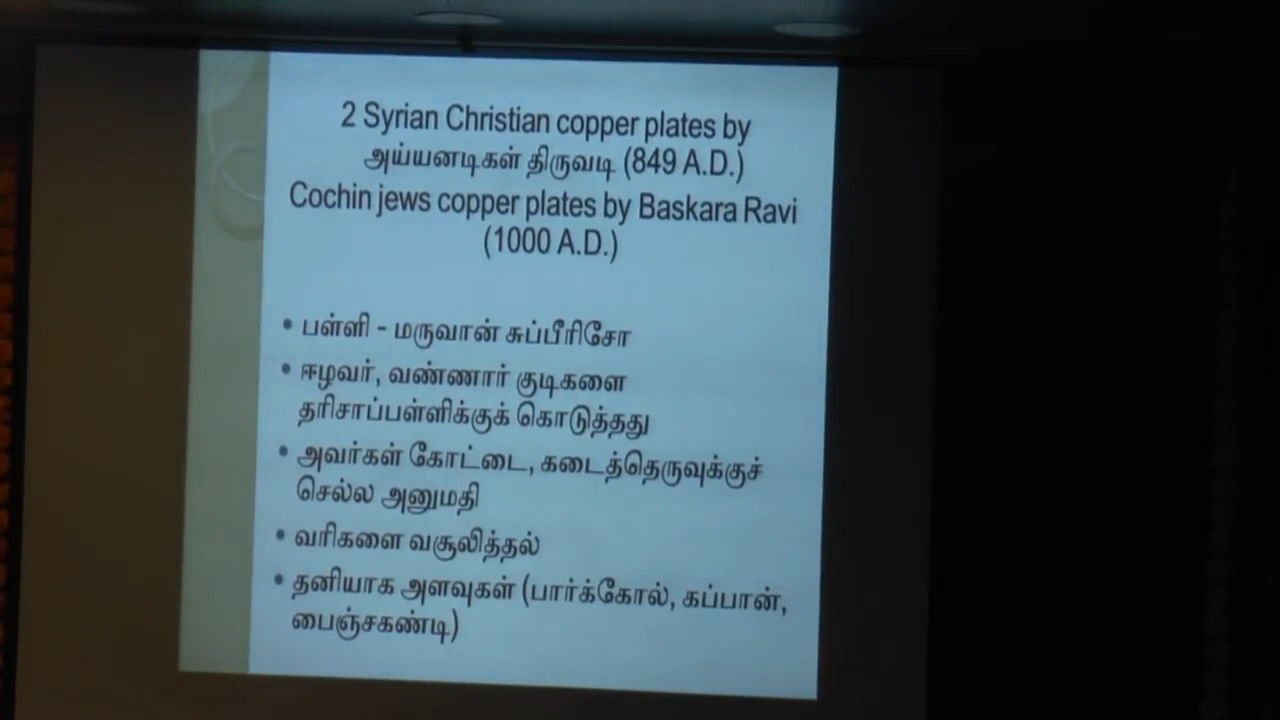 2 Syrian Christian copper plates by
அய்யனடிகள் திருவடி (849 A.D.)
Cochin jews copper plates by Baskara Ravi
(1000 A.D.)
• பள்ளி - மருவான் சுப்பீரிசோ
• ஈழவர், வண்ணார் குடிகளை
தரிசாப்பள்ளிக்குக் கொடுத்தது
• அவர்கள் கோட்டை, கடைத்தெருவுக்குச்
செல்ல அனுமதி
• வரிகளை வசூலித்தல்
• தனியாக அளவுகள் (பார்க்கோல், கப்பான்,
பைஞ்சகண்டி)